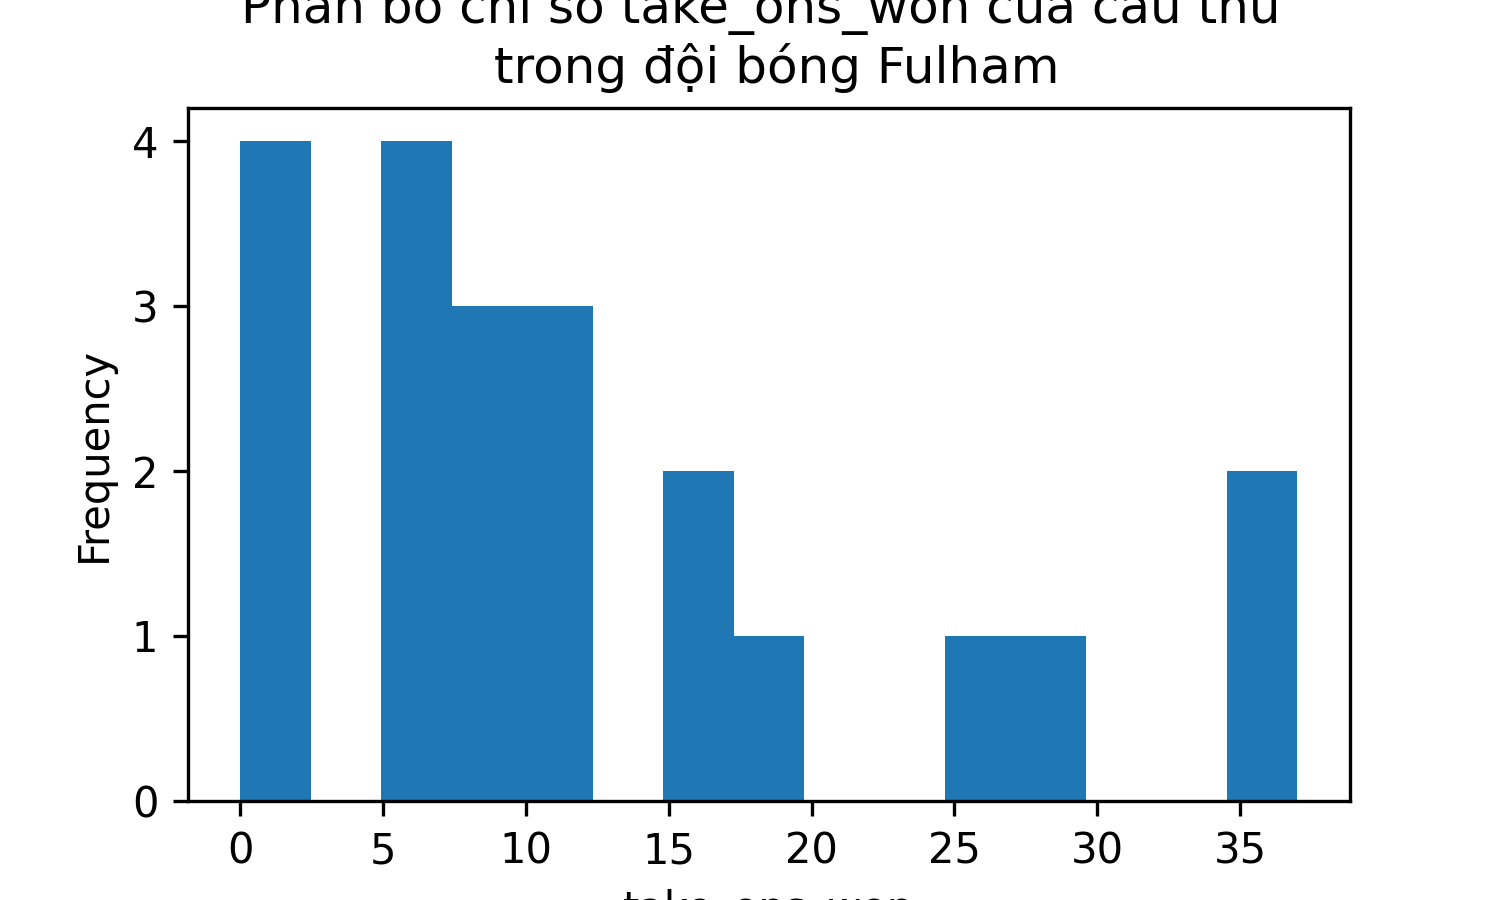 Phân bố chỉ số take_ons_won của cầu thủ
trong đội bóng Fulham
Frequency
4
3
2
1
0
0 5 10 15 20 25 30 35
take_ons_won